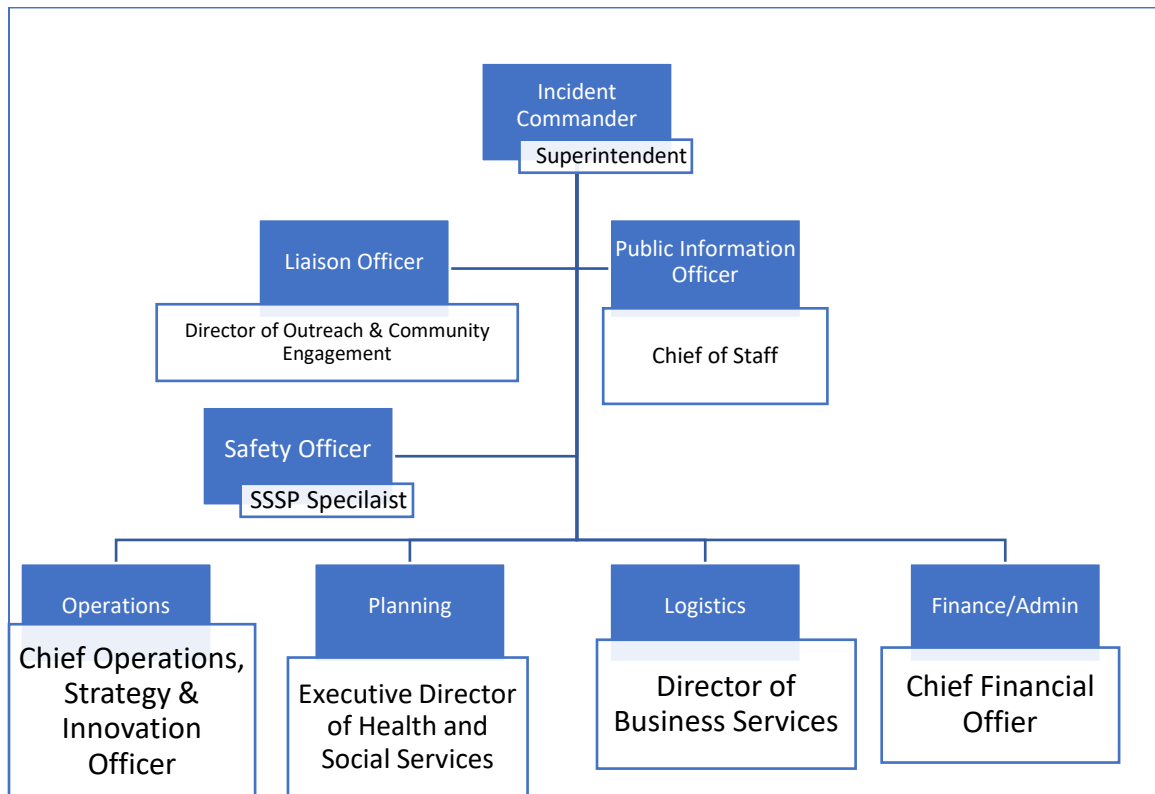 Incident
Commander
Superintendent
Liaison Officer
Director of Outreach & Community
Engagement
Public Information
Officer
Chief of Staff
Safety Officer
SSSP Specilaist
Operations
Chief Operations,
Strategy &
Innovation
Officer
Planning
Executive Director
of Health and
Social Services
Logistics
Director of
Business Services
Finance/Admin
Chief Financial
Offier